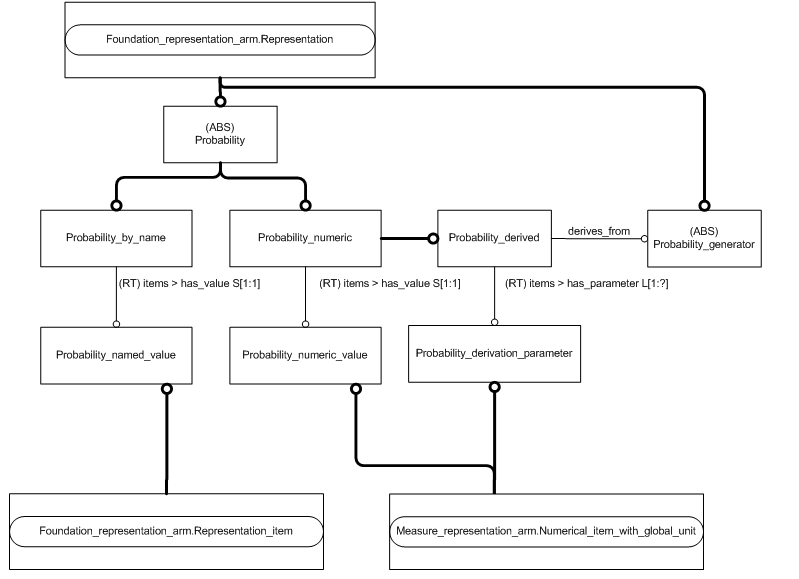 Foundation_representation_arm.Representation
(ABS)
Probability
Probability_by_name
Probability_numeric
Probability_derived
derives_from
(ABS)
Probability_generator
(RT) items > has_value S[1:1]
(RT) items > has_value S[1:1]
(RT) items > has_parameter L[1:?]
Probability_named_value
Probability_numeric_value
Probability_derivation_parameter
Foundation_representation_arm.Representation_item
Measure_representation_arm.Numerical_item_with_global_unit